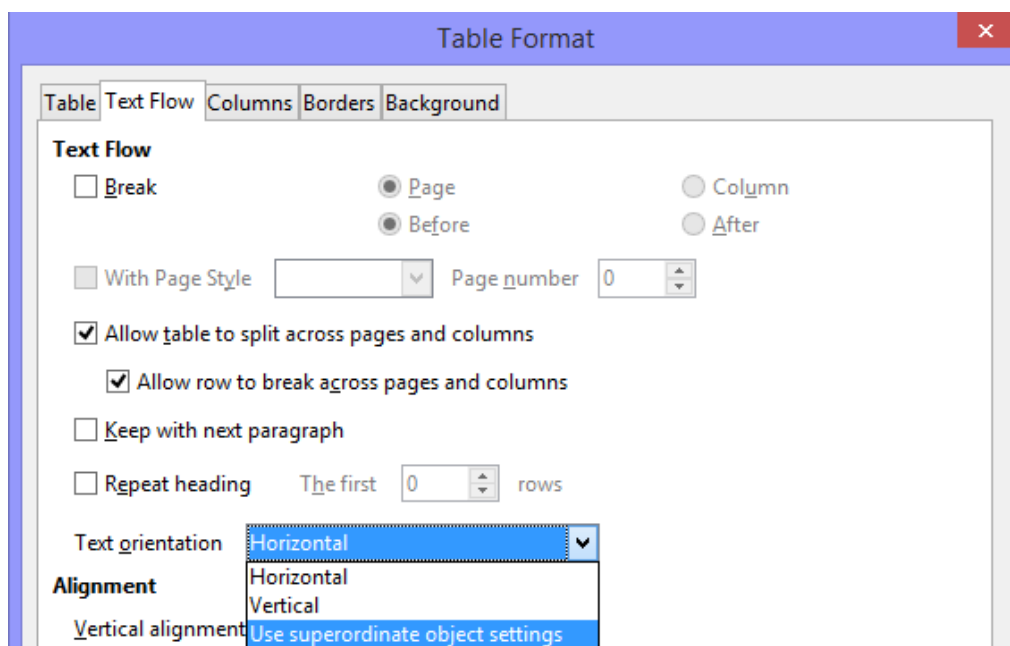 Table Format
Table Text Flow Columns Borders Background
Text Flow
Break Page Column
Before After
With Page Style Page number 0
Allow table to split across pages and columns
Allow row to break across pages and columns
Keep with next paragraph
Repeat heading The first 0 rows
Text orientation Horizontal
Horizontal
Alignment
Vertical
Vertical alignment Use superordinate object settings